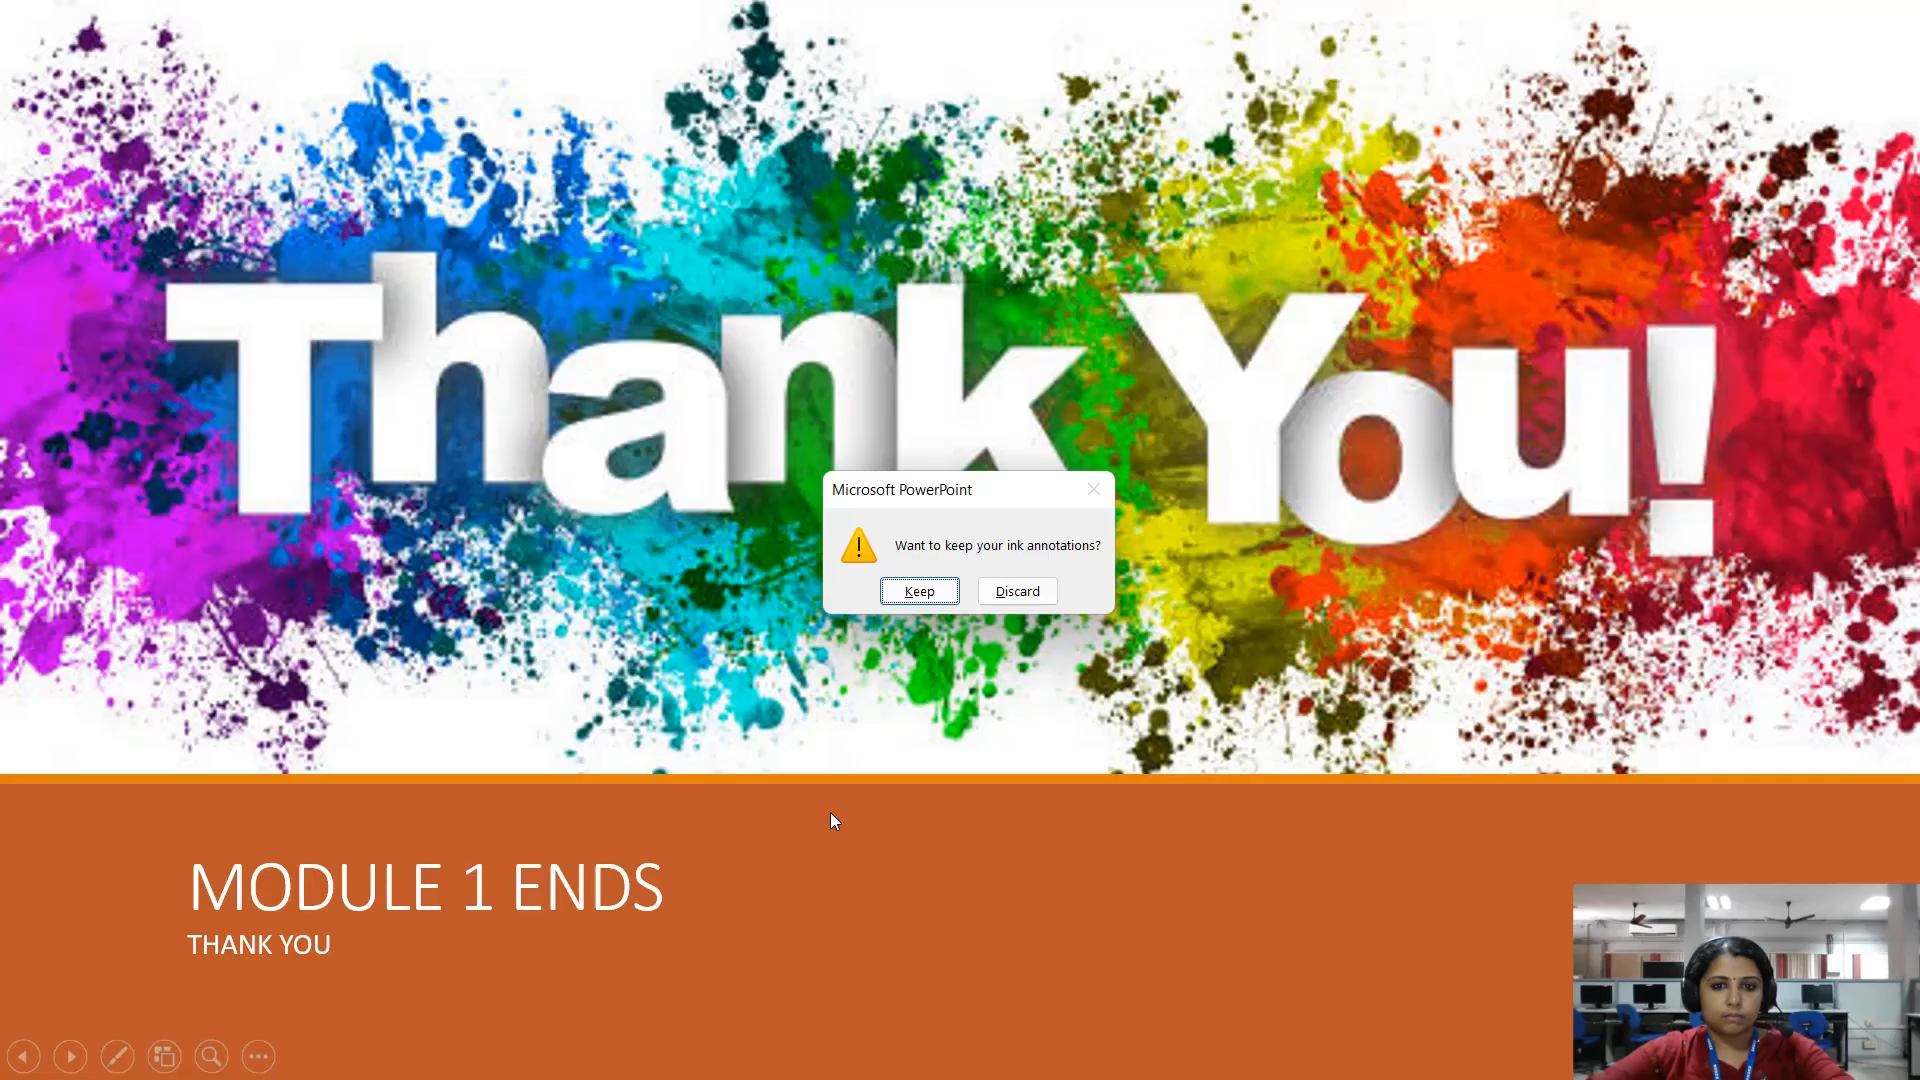 Thank You!
Microsoft PowerPoint
Want to keep your ink annotations?
Keep
Discard
MODULE 1 ENDS
THANK YOU